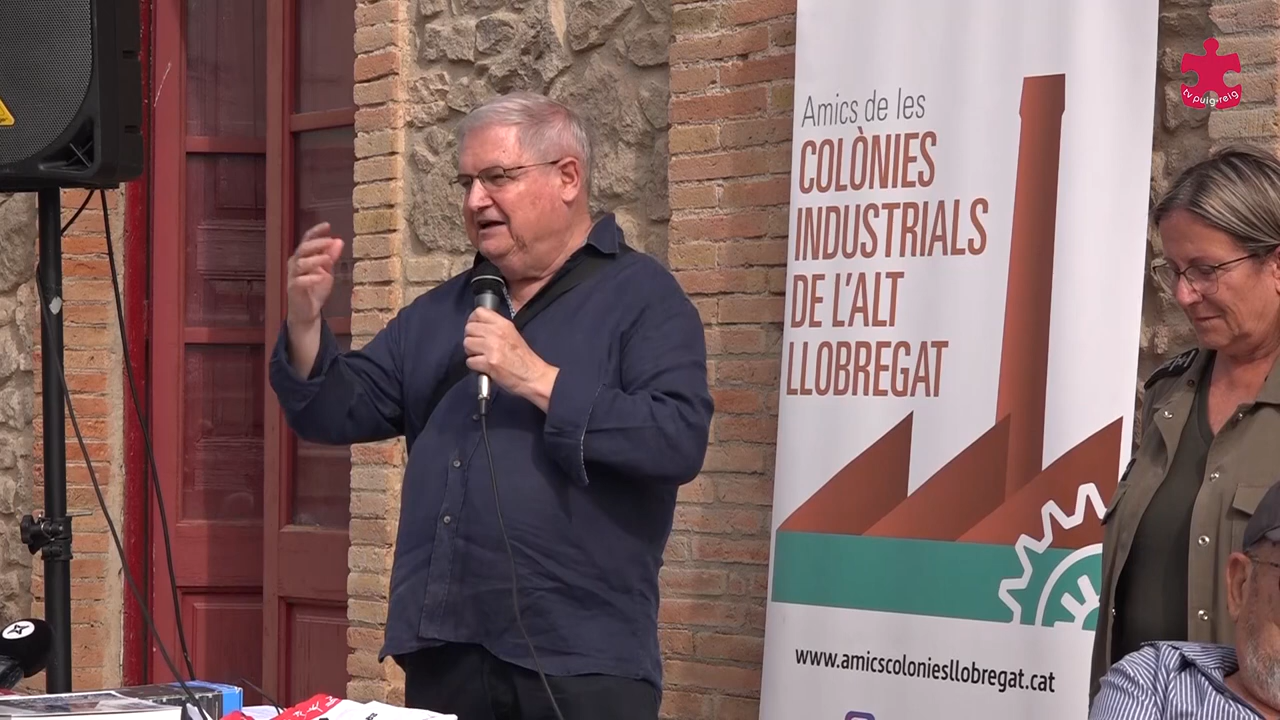 tv puig-reig
Amics de les
COLÒNIES
INDUSTRIALS
DE L'ALT
LLOBREGAT
www.amicscoloniesllobregat.cat